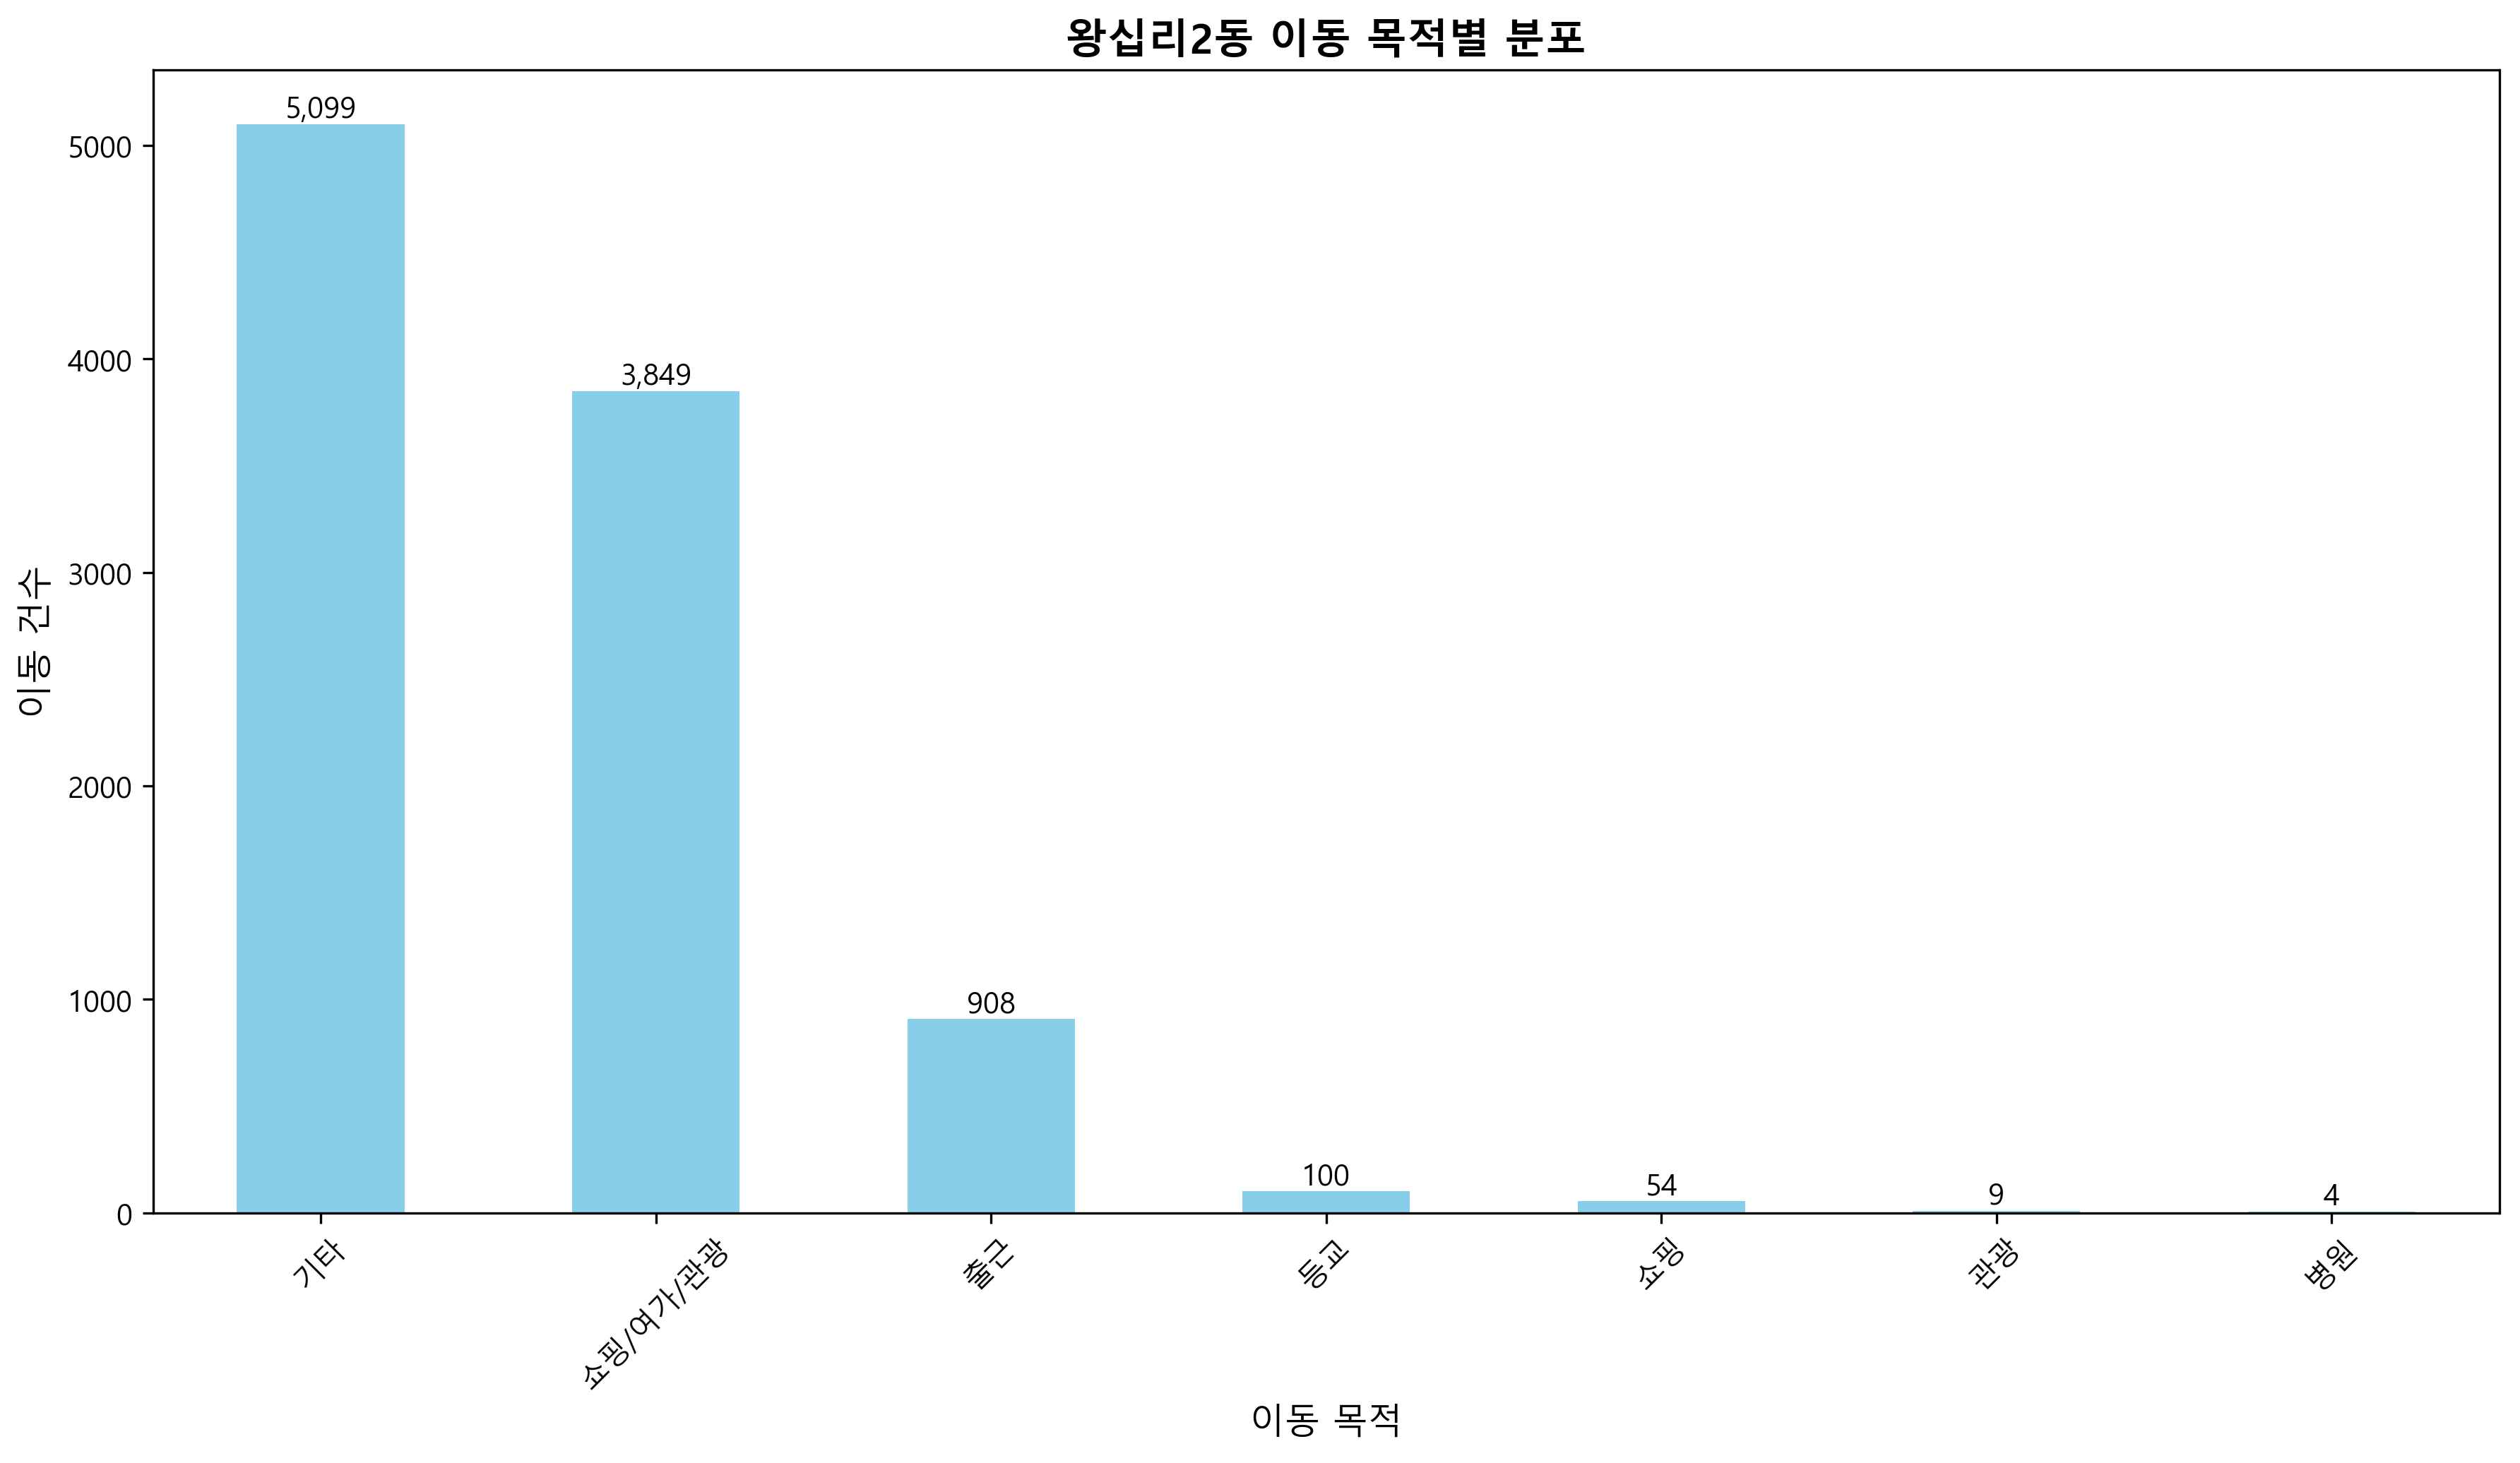 왕십리2동 이동 목적별 분포
이동 건수
5000
4000
3000
2000
1000
0
5,099
3,849
908
100
54
9
4
기타
쇼핑/여가/관광
출근
등교
쇼핑
관광
병원
이동 목적